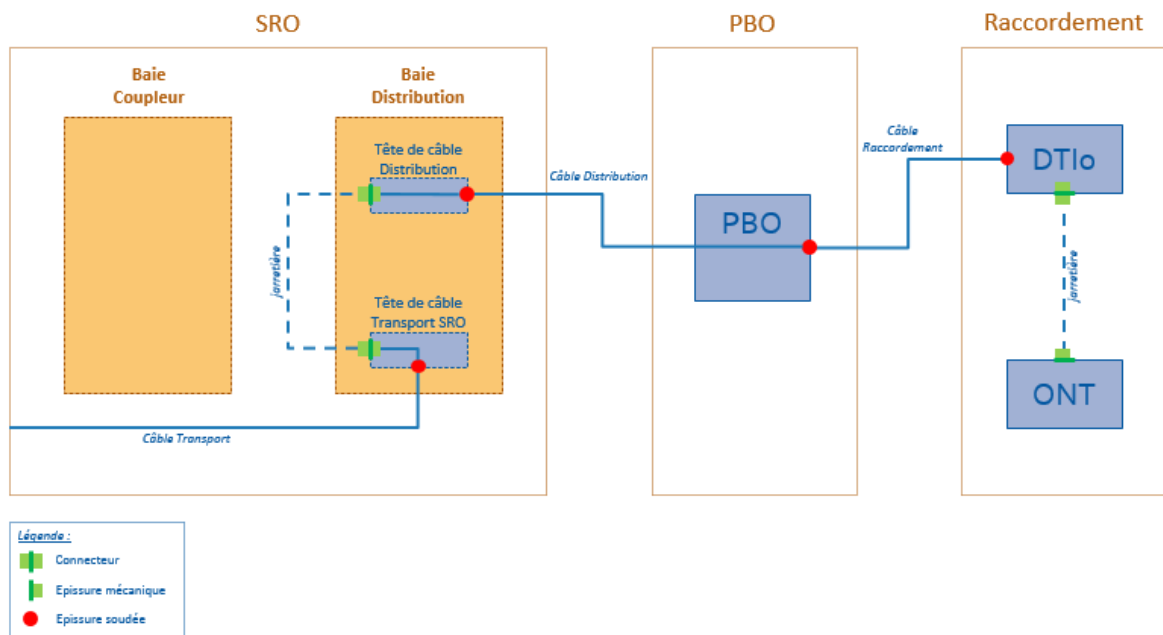 SRO
PBO
Raccordement
Baie
Coupleur
Baie
Distribution
Tête de câble
Distribution
Câble Distribution
Câble
Raccordement
DTIo
PBO
jarretière
jarretière
Tête de câble
Transport SRO
ONT
Câble Transport
Légende :
Connecteur
Epissure mécanique
Epissure soudée